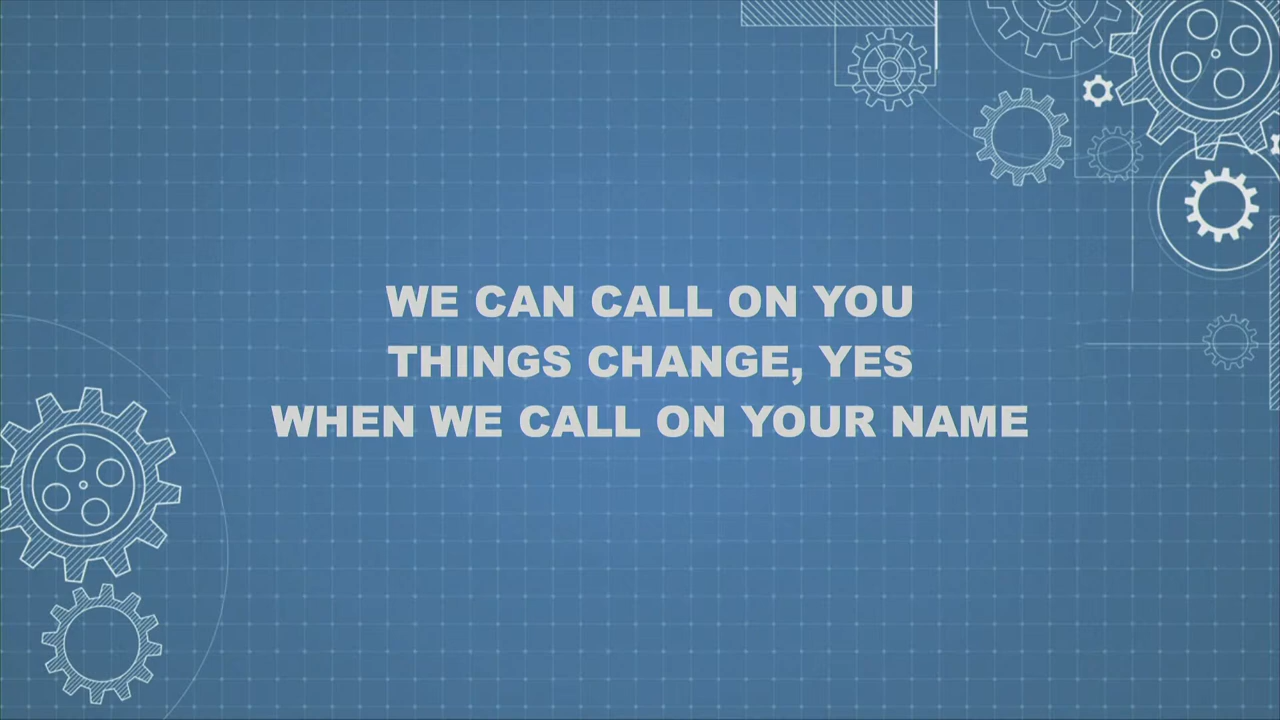 WE CAN CALL ON YOU
THINGS CHANGE, YES
WHEN WE CALL ON YOUR NAME